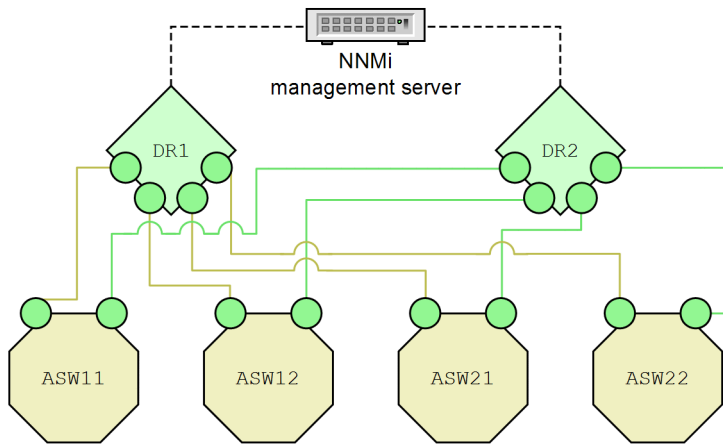 NNMi
management server
DR1
DR2
ASW11
ASW12
ASW21
ASW22